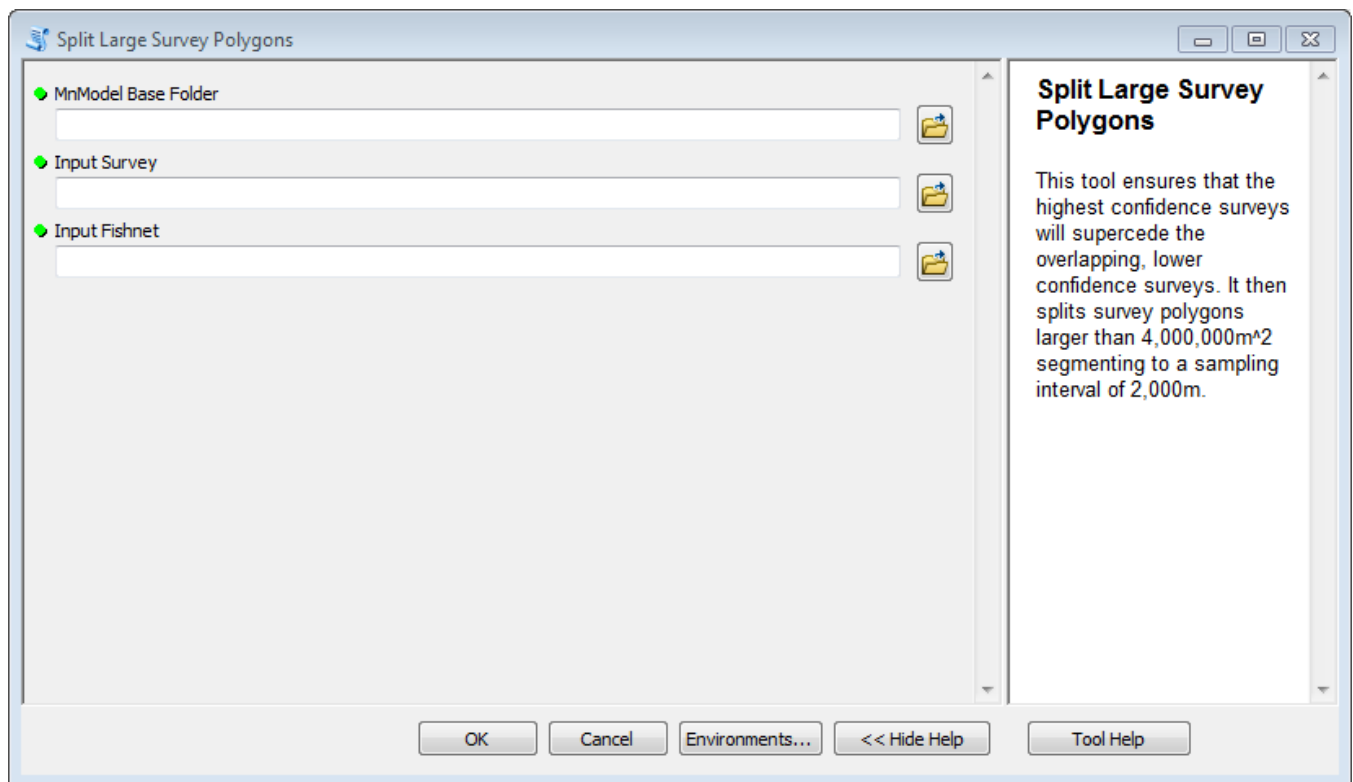 Split Large Survey Polygons
MnModel Base Folder
Input Survey
Input Fishnet
Split Large Survey
Polygons
This tool ensures that the
highest confidence surveys
will supercede the
overlapping, lower
confidence surveys. It then
splits survey polygons
larger than 4,000,000m^2
segmenting to a sampling
interval of 2,000m.
OK
Cancel
Environments...
<< Hide Help
Tool Help